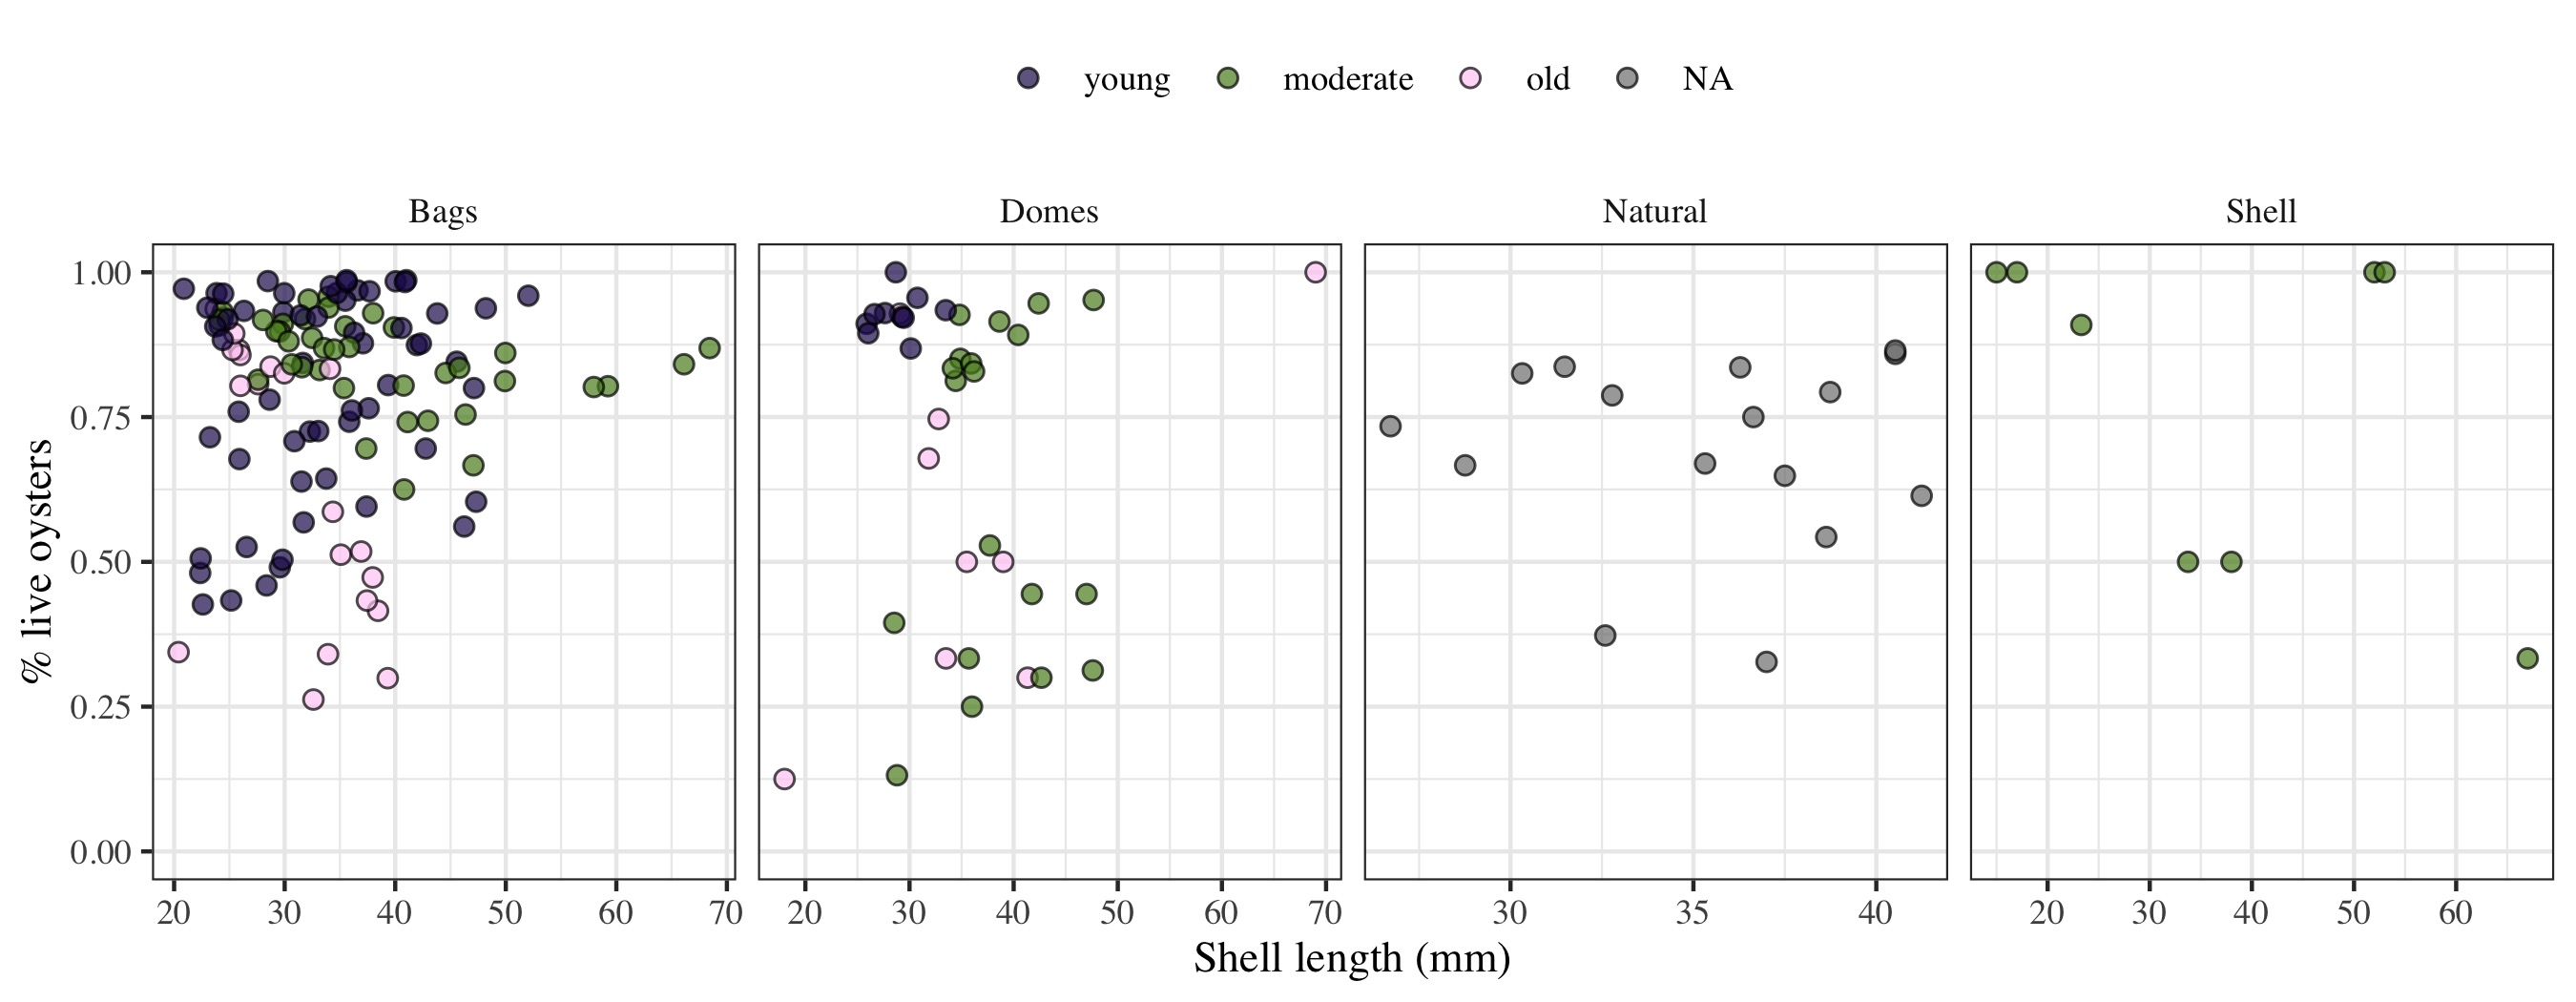 young moderate old NA
Bags Domes Natural Shell
% live oysters
1.00
0.75
0.50
0.25
0.00
20 30 40 50 60 70 20 30 40 50 60 70 30 35 40 20 30 40 50 60
Shell length (mm)